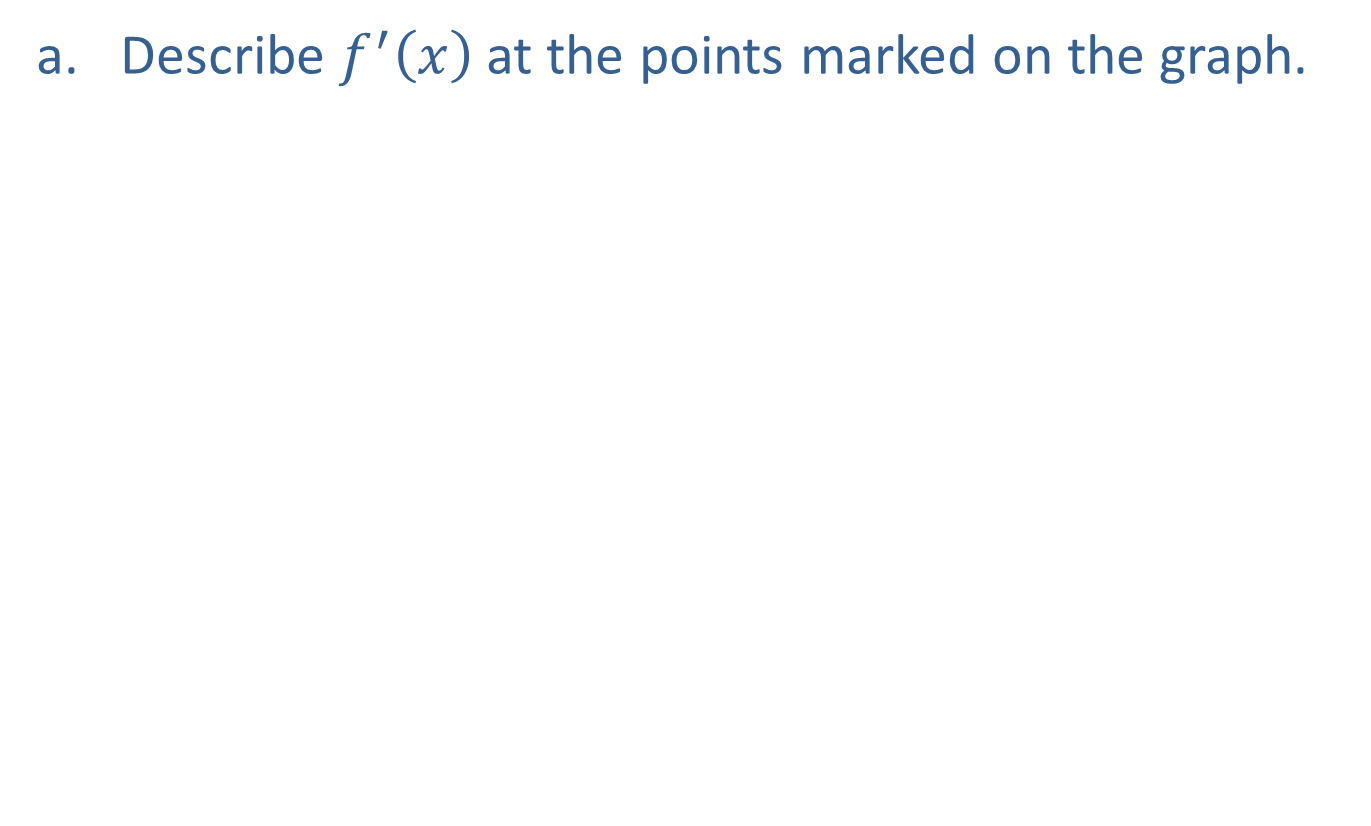 a. Describe f′(x) at the points marked on the graph.